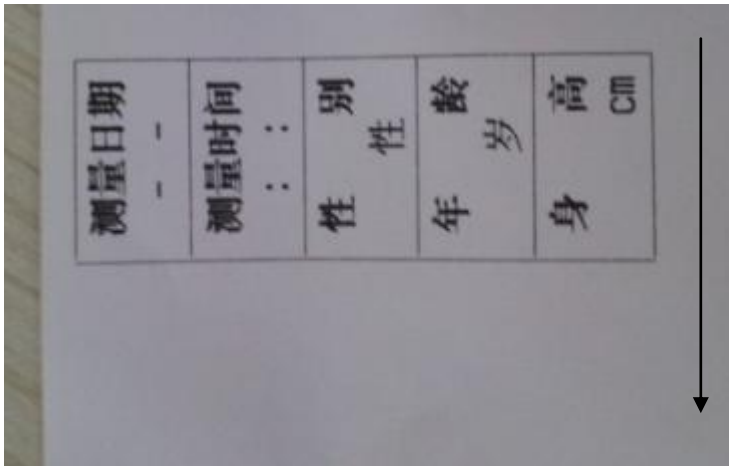 测量日期
- -
测量时间
: :
性 别
性
年 龄
岁
身 高
cm